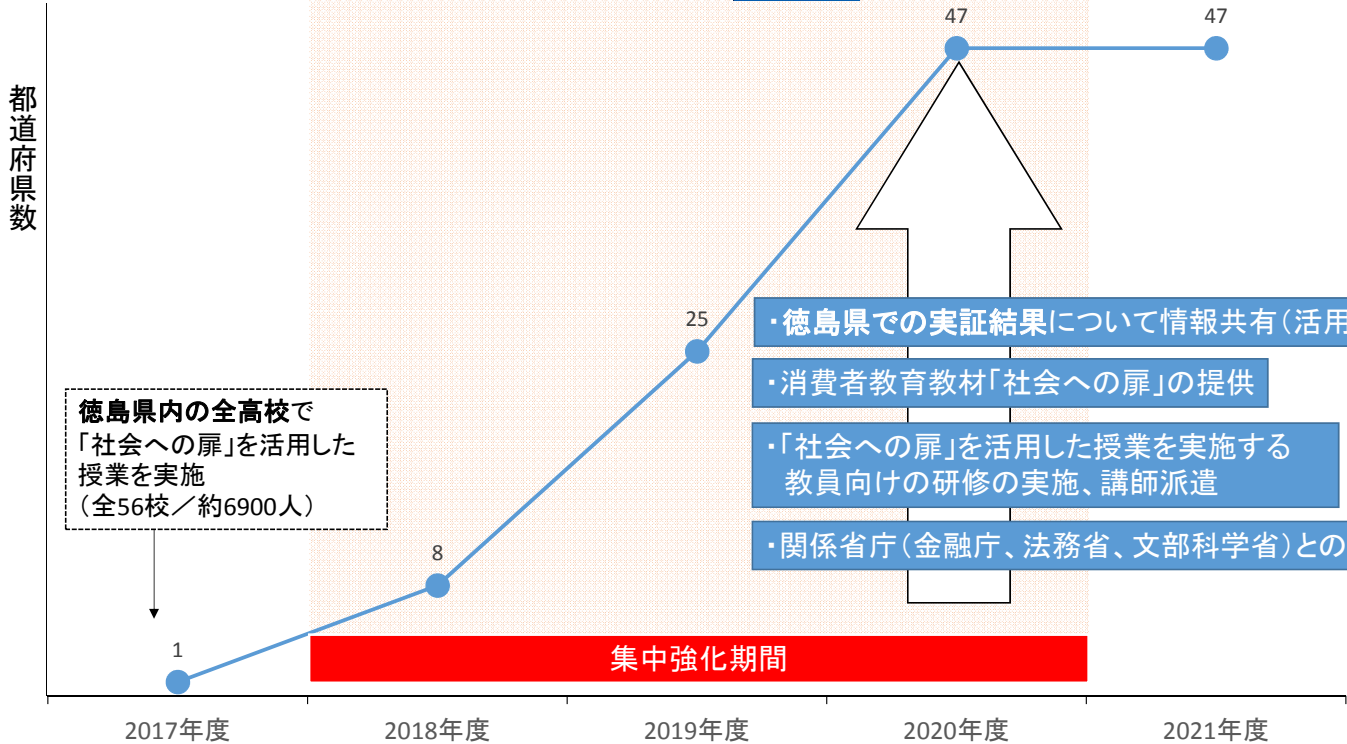 都道府県数
47
47
25
8
1
徳島県内の全高校で
「社会への扉」を活用した
授業を実施
（全56校／約6900人）
・徳島県での実証結果について情報共有（活用
・消費者教育教材「社会への扉」の提供
・「社会への扉」を活用した授業を実施する
教員向けの研修の実施、講師派遣
・関係省庁（金融庁、法務省、文部科学省）との
集中強化期間
2017年度
2018年度
2019年度
2020年度
2021年度